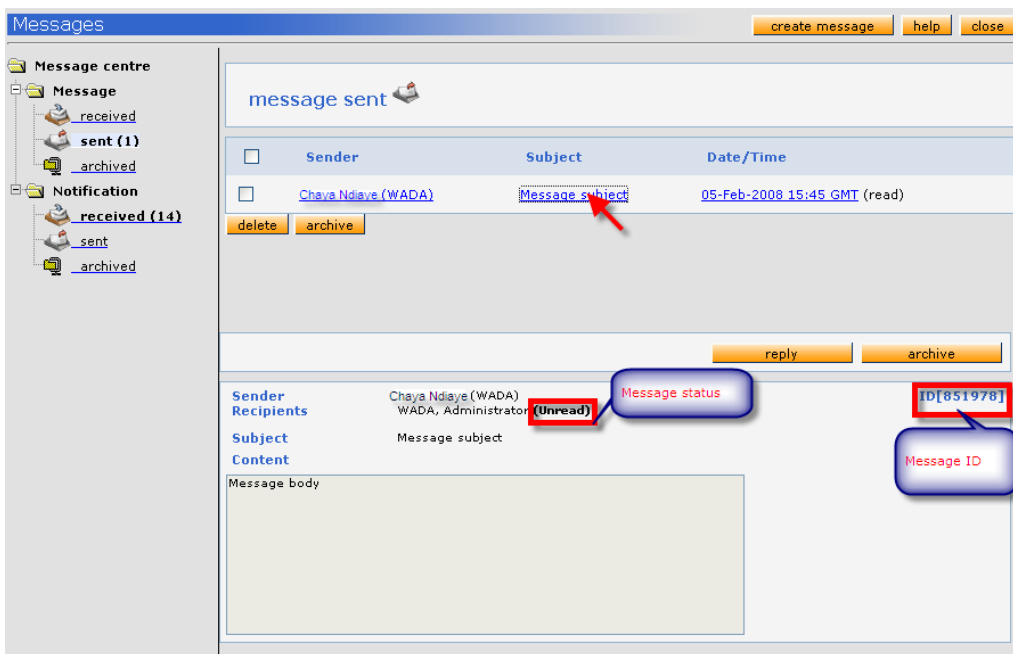 Messages
create message help close
Message centre
Message
received
sent (1)
archived
Notification
received (14)
sent
archived
message sent
Sender Subject Date/Time
Chaya Ndiaye (WADA) Message subject 05-Feb-2008 15:45 GMT (read)
delete archive
reply archive
Sender Chaya Ndiaye (WADA)
Recipients WADA, Administrator (Unread)
Message status
ID[851978]
Message ID
Subject Message subject
Content
Message body